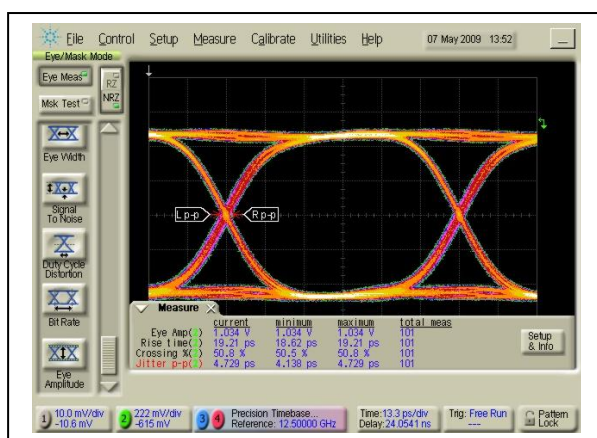 File Control Setup Measure Calibrate Utilities Help 07 May 2009 13:52
Eye/Mask Mode
Eye Meas
RZ
NRZ
Msk Test
Eye Width
Signal
To Noise
Duty Cycle
Distortion
Bit Rate
Eye
Amplitude
L p-p
R p-p
Measure
current minimum maximum total meas
Eye Amp(2) 1.034 V 1.034 V 1.034 V 101
Rise time(2) 19.21 ps 18.62 ps 19.21 ps 101
Crossing %(2) 50.8 % 50.5 % 50.8 % 101
Jitter p-p(2) 4.729 ps 4.138 ps 4.729 ps 101
Setup
& Info
1) 10.0 mV/div
-10.6 mV
2) 222 mV/div
-615 mV
3) 4) Precision Timebase...
Reference: 12.50000 GHz
Time:13.3 ps/div
Delay:24.0541 ns
Trig: Free Run
---
Pattern
Lock